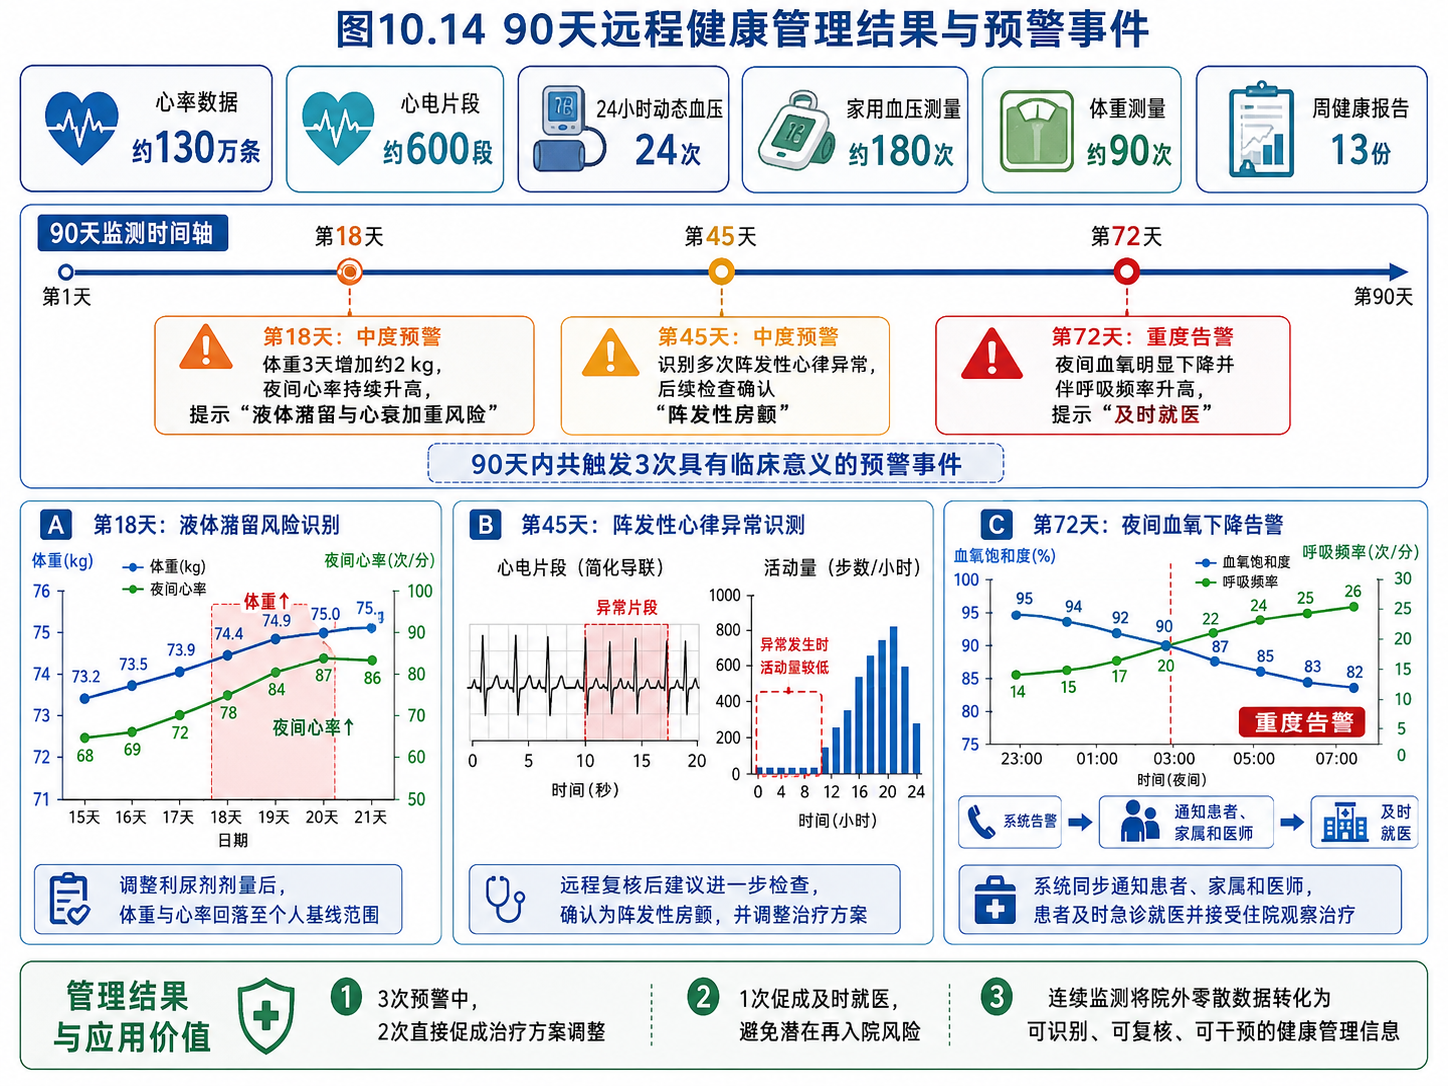 图10.14 90天远程健康管理结果与预警事件
心率数据
约130万条
心电片段
约600段
24小时动态血压
24次
家用血压测量
约180次
体重测量
约90次
周健康报告
13份
90天监测时间轴
第1天
第18天
第45天
第72天
第90天
第18天：中度预警
体重3天增加约2 kg，
夜间心率持续升高，
提示“液体潴留与心衰加重风险”
第45天：中度预警
识别多次阵发性心律异常，
后续检查确认
“阵发性房颤”
第72天：重度告警
夜间血氧明显下降并
伴呼吸频率升高，
提示“及时就医”
90天内共触发3次具有临床意义的预警事件
A 第18天：液体潴留风险识别
体重(kg)
体重(kg)
夜间心率
夜间心率(次/分)
76
75
74
73
72
71
100
90
80
70
60
50
体重↑
73.2 73.5 73.9 74.4 74.9 75.0
68 69 72 78 84 87 86
夜间心率↑
15天 16天 17天 18天 19天 20天 21天
日期
调整利尿剂剂量后，
体重与心率回落至个人基线范围
B 第45天：阵发性心律异常识测
心电片段（简化导联）
异常片段
0 5 10 15 20
时间(秒)
活动量（步数/小时）
1000
800
600
400
200
0
异常发生时
活动量较低
0 4 8 12 16 20 24
时间(小时)
远程复核后建议进一步检查，
确认为阵发性房颤，并调整治疗方案
C 第72天：夜间血氧下降告警
血氧饱和度(%)
血氧饱和度
呼吸频率
呼吸频率(次/分)
100
95
90
85
80
75
30
25
20
15
10
5
0
95 94 92 90 87 85 83 82
14 15 17 20 22 24 25 26
重度告警
23:00 01:00 03:00 05:00 07:00
时间(夜间)
系统告警
通知患者、
家属和医师
及时
就医
系统同步通知患者、家属和医师，
患者及时急诊就医并接受住院观察治疗
管理结果
与应用价值
1 3次预警中，
2次直接促成治疗方案调整
2 1次促成及时就医，
避免潜在再入院风险
3 连续监测将院外零散数据转化为
可识别、可复核、可干预的健康管理信息